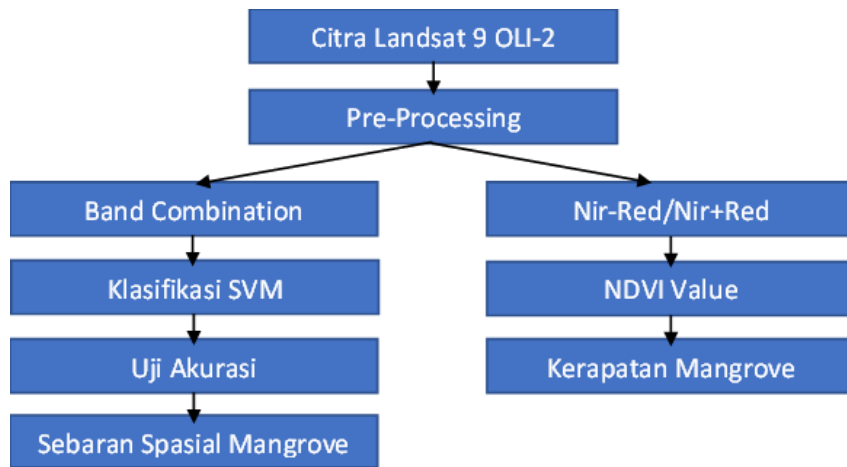 Citra Landsat 9 OLI-2
Pre-Processing
Band Combination
Klasifikasi SVM
Uji Akurasi
Sebaran Spasial Mangrove
Nir-Red/Nir+Red
NDVI Value
Kerapatan Mangrove